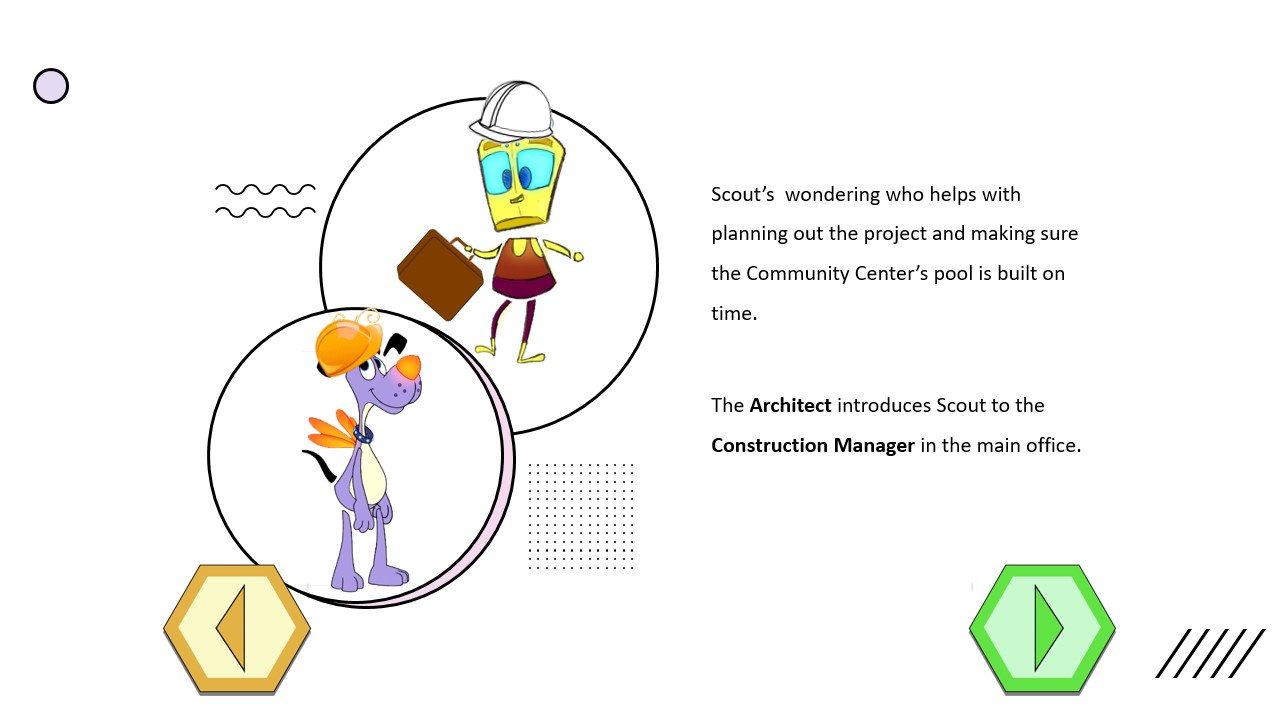 Scout’s  wondering who helps with
planning out the project and making sure
the Community Center’s pool is built on
time.
The Architect introduces Scout to the
Construction Manager in the main office.